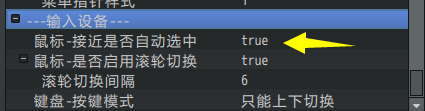 ---输入设备---
鼠标-接近是否自动选中 true
鼠标-是否启用滚轮切换 true
滚轮切换间隔 6
键盘-按键模式 只能上下切换